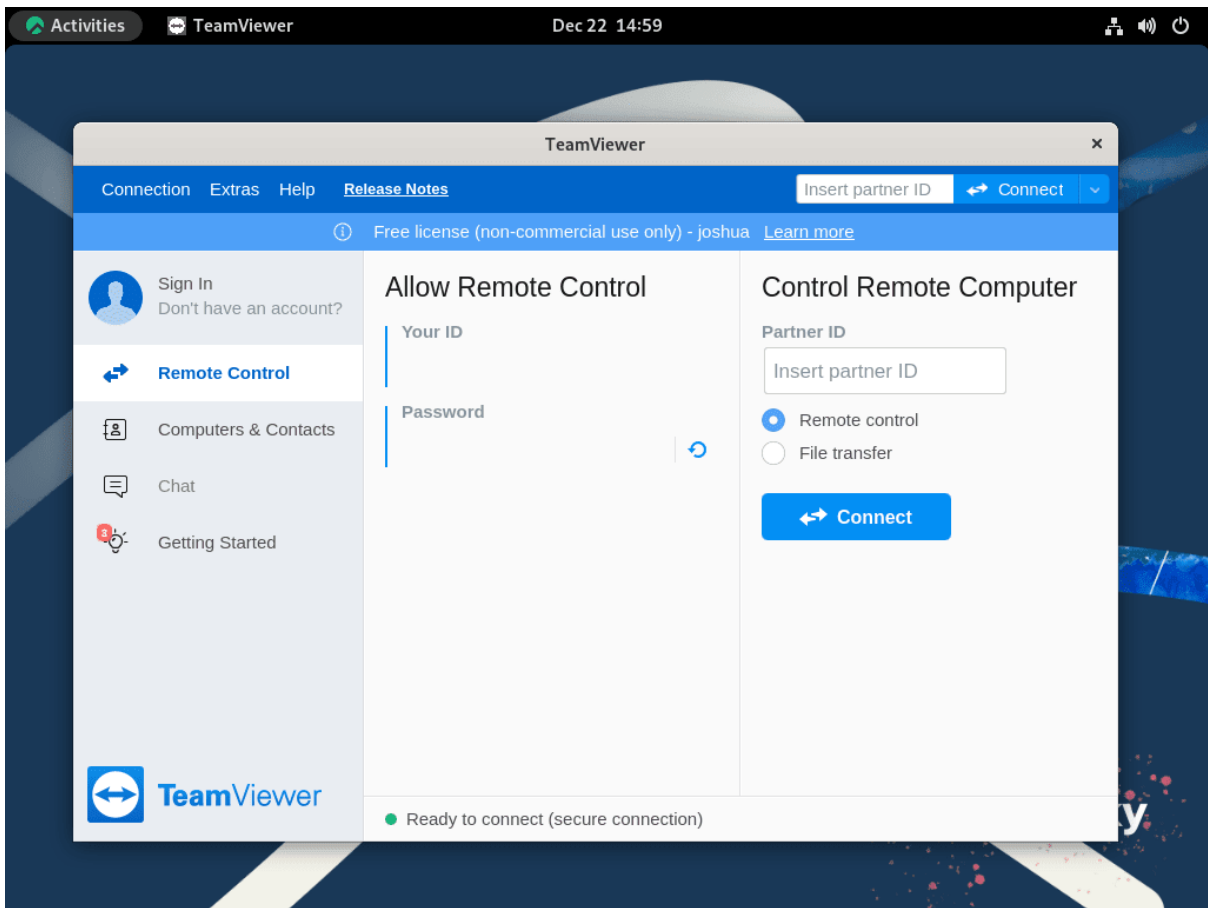 Activities TeamViewer Dec 22 14:59
TeamViewer
Connection Extras Help Release Notes Insert partner ID Connect
Free license (non-commercial use only) - joshua Learn more
Sign In
Don't have an account?
Remote Control
Computers & Contacts
Chat
3
Getting Started
TeamViewer
Allow Remote Control
Your ID
Password
Control Remote Computer
Partner ID
Insert partner ID
Remote control
File transfer
Connect
Ready to connect (secure connection)